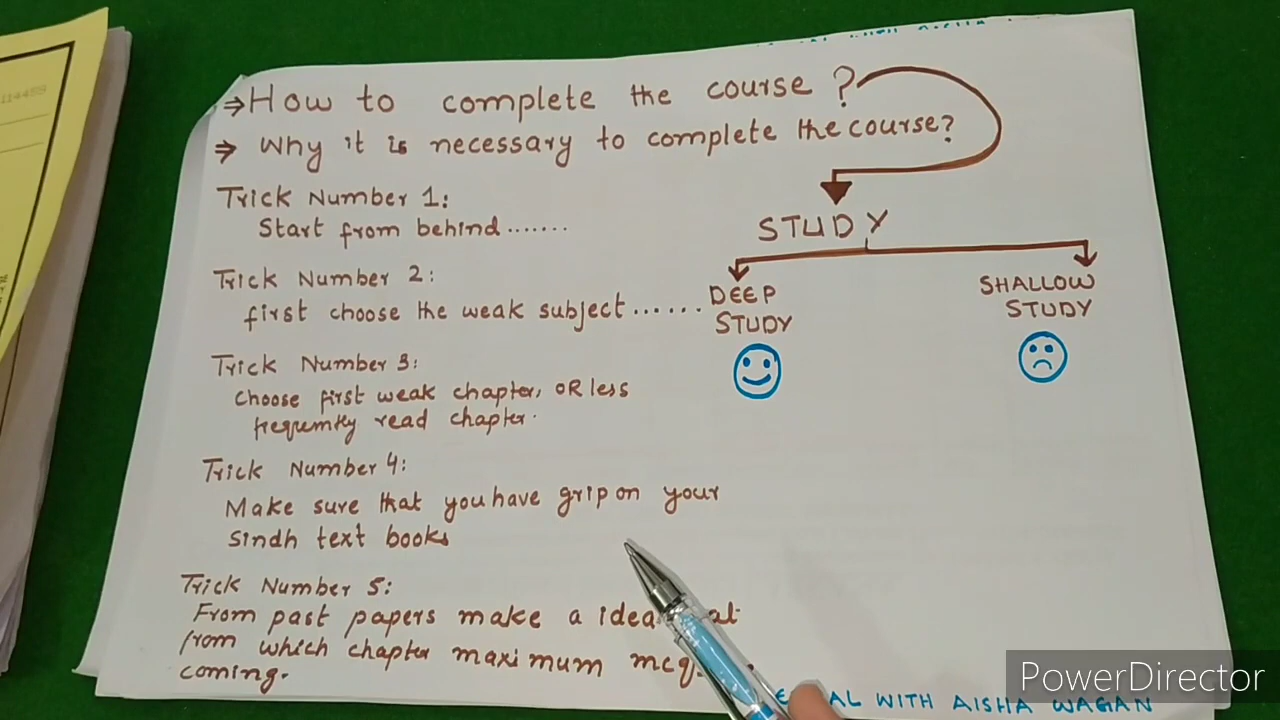 114489
⇒ How to complete the course?
⇒ Why it is necessary to complete the course?
Trick Number 1:
Start from behind.......
Trick Number 2:
first choose the weak subject......
Trick Number 3:
Choose first weak chapter, OR less
frequently read chapter.
Trick Number 4:
Make sure that you have grip on your
Sindh text books
Trick Number 5:
From past papers make a idea
from which chapter maximum mcq
coming.
STUDY
DEEP
STUDY
SHALLOW
STUDY
WITH AISHA WAGAN
PowerDirector